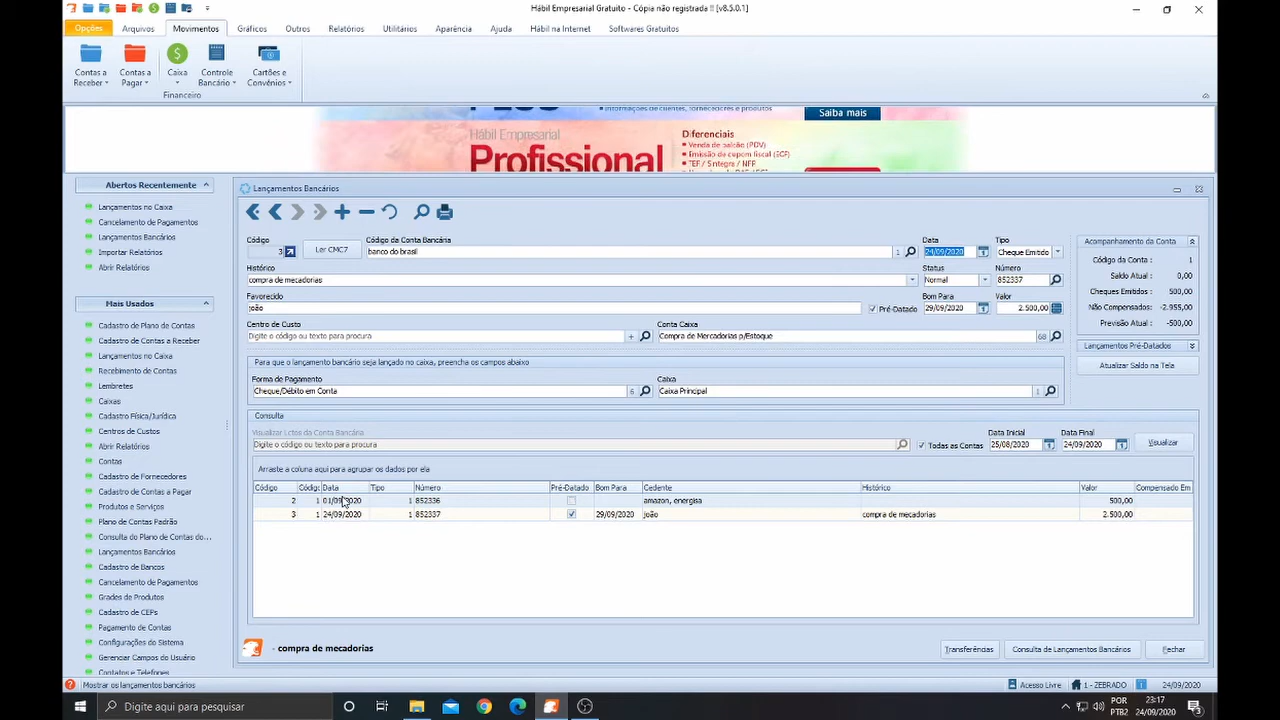 Hábil Empresarial Gratuito - Cópia não registrada !! [v8.5.0.1]
Opções Arquivos Movimentos Gráficos Outros Relatórios Utilitários Aparência Ajuda Hábil na Internet Softwares Gratuitos
Contas a Receber
Contas a Pagar
Caixa
Controle Bancário
Cartões e Convênios
Financeiro
informações de clientes, fornecedores e produtos
Saiba mais
Hábil Empresarial
Profissional
Diferenciais
Venda de balcão (PDV)
Emissão de cupom fiscal (ECF)
TEF / Sintegra / NFP
Abertos Recentemente
Lançamentos no Caixa
Cancelamento de Pagamentos
Lançamentos Bancários
Importar Relatórios
Abrir Relatórios
Mais Usados
Cadastro de Plano de Contas
Cadastro de Contas a Receber
Lançamentos no Caixa
Recebimento de Contas
Lembretes
Caixas
Cadastro Física/Jurídica
Centros de Custos
Abrir Relatórios
Contas
Cadastro de Fornecedores
Cadastro de Contas a Pagar
Produtos e Serviços
Plano de Contas Padrão
Consulta do Plano de Contas do...
Lançamentos Bancários
Cadastro de Bancos
Cancelamento de Pagamentos
Grades de Produtos
Cadastro de CEPs
Pagamento de Contas
Configurações do Sistema
Gerenciar Campos do Usuário
Contatos e Telefones
Lançamentos Bancários
Código Código da Conta Bancária Data Tipo
3 Ler CMC7 banco do brasil 1 24/09/2020 Cheque Emitido
Histórico Status Número
compra de mecadorias Normal 852337
Favorecido Bom Para Valor
joão Pré-Datado 29/09/2020 2.500,00
Centro de Custo Conta Caixa
Digite o código ou texto para procura Compra de Mercadorias p/Estoque 68
Para que o lançamento bancário seja lançado no caixa, preencha os campos abaixo
Forma de Pagamento Caixa
Cheque/Débito em Conta 6 Caixa Principal 1
Acompanhamento da Conta
Código da Conta: 1
Saldo Atual: 0,00
Cheques Emitidos: 500,00
Não Compensados: -2.955,00
Previsão Atual: -500,00
Lançamentos Pré-Datados
Atualizar Saldo na Tela
Consulta
Visualizar Lctos da Conta Bancária Data Inicial Data Final
Digite o código ou texto para procura Todas as Contas 25/08/2020 24/09/2020 Visualizar
Arraste a coluna aqui para agrupar os dados por ela
Código Código Data Tipo Número Pré-Datado Bom Para Cedente Histórico Valor Compensado Em
2 1 01/09/2020 1 852336 amazon, energisa 500,00
3 1 24/09/2020 1 852337 29/09/2020 joão compra de mecadorias 2.500,00
- compra de mecadorias
Transferências Consulta de Lançamentos Bancários Fechar
Mostrar os lançamentos bancários Acesso Livre 1 - ZEBRADO 24/09/2020
Digite aqui para pesquisar
POR
PTB2
23:17
24/09/2020